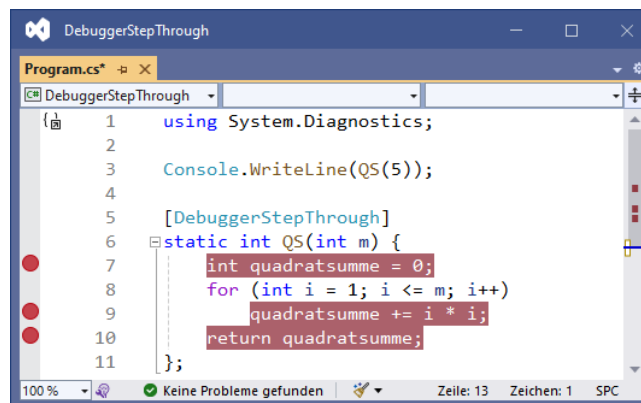 DebuggerStepThrough
Program.cs*
C# DebuggerStepThrough
1 using System.Diagnostics;
2
3 Console.WriteLine(QS(5));
4
5 [DebuggerStepThrough]
6 static int QS(int m) {
7 int quadratsumme = 0;
8 for (int i = 1; i <= m; i++)
9 quadratsumme += i * i;
10 return quadratsumme;
11 };
100 % Keine Probleme gefunden Zeile: 13 Zeichen: 1 SPC